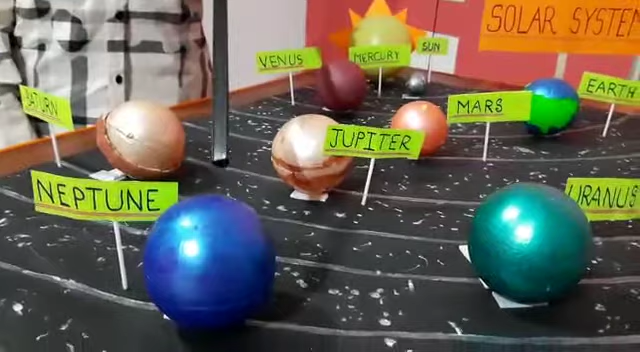 SOLAR SYSTEM
VENUS
MERCURY
SUN
EARTH
SATURN
MARS
JUPITER
NEPTUNE
URANUS